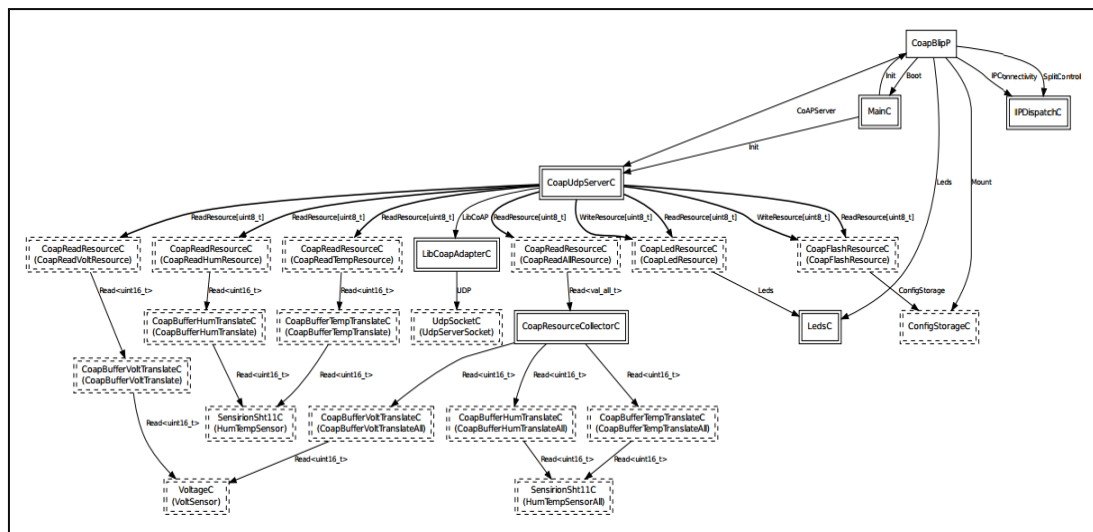 CoapBlipP
Init
Boot
IPConnectivity
SplitControl
CoAPServer
MainC
IPDispatchC
Init
Leds
Mount
CoapUdpServerC
ReadResource[uint8_t]
ReadResource[uint8_t]
ReadResource[uint8_t]
LibCoAP
ReadResource[uint8_t]
WriteResource[uint8_t]
ReadResource[uint8_t]
WriteResource[uint8_t]
ReadResource[uint8_t]
CoapReadResourceC
(CoapReadVoltResource)
CoapReadResourceC
(CoapReadHumResource)
CoapReadResourceC
(CoapReadTempResource)
LibCoapAdapterC
CoapReadResourceC
(CoapReadAllResource)
CoapLedResourceC
(CoapLedResource)
CoapFlashResourceC
(CoapFlashResource)
Read<uint16_t>
Read<uint16_t>
Read<uint16_t>
UDP
Read<val_all_t>
Leds
ConfigStorage
CoapBufferHumTranslateC
(CoapBufferHumTranslate)
CoapBufferTempTranslateC
(CoapBufferTempTranslate)
UdpSocketC
(UdpServerSocket)
CoapResourceCollectorC
LedsC
ConfigStorageC
CoapBufferVoltTranslateC
(CoapBufferVoltTranslate)
Read<uint16_t>
Read<uint16_t>
Read<uint16_t>
Read<uint16_t>
Read<uint16_t>
Read<uint16_t>
SensirionSht11C
(HumTempSensor)
CoapBufferVoltTranslateC
(CoapBufferVoltTranslateAll)
CoapBufferHumTranslateC
(CoapBufferHumTranslateAll)
CoapBufferTempTranslateC
(CoapBufferTempTranslateAll)
Read<uint16_t>
Read<uint16_t>
Read<uint16_t>
VoltageC
(VoltSensor)
SensirionSht11C
(HumTempSensorAll)